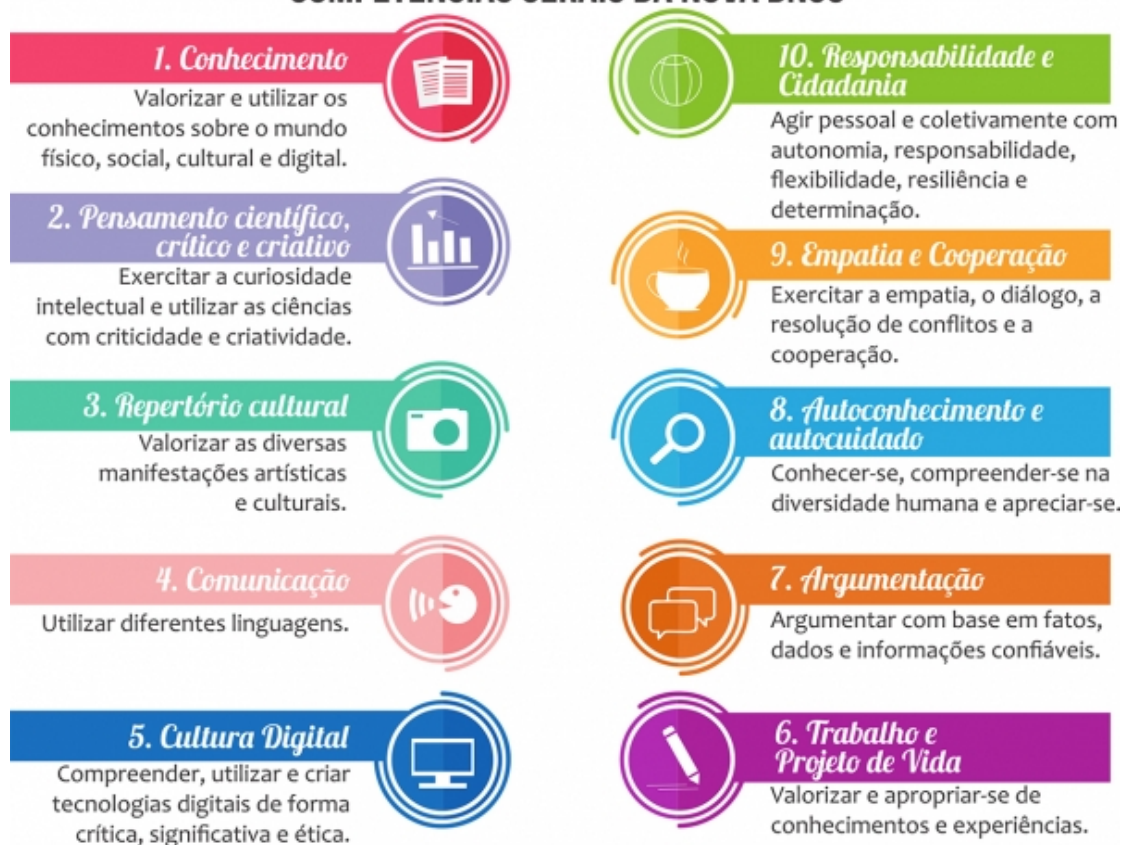 COMPETÊNCIAS GERAIS DA NOVA BNCC
1. Conhecimento
Valorizar e utilizar os
conhecimentos sobre o mundo
físico, social, cultural e digital.
2. Pensamento científico,
crítico e criativo
Exercitar a curiosidade
intelectual e utilizar as ciências
com criticidade e criatividade.
3. Repertório cultural
Valorizar as diversas
manifestações artísticas
e culturais.
4. Comunicação
Utilizar diferentes linguagens.
5. Cultura Digital
Compreender, utilizar e criar
tecnologias digitais de forma
crítica, significativa e ética.
10. Responsabilidade e
Cidadania
Agir pessoal e coletivamente com
autonomia, responsabilidade,
flexibilidade, resiliência e
determinação.
9. Empatia e Cooperação
Exercitar a empatia, o diálogo, a
resolução de conflitos e a
cooperação.
8. Autoconhecimento e
autocuidado
Conhecer-se, compreender-se na
diversidade humana e apreciar-se.
7. Argumentação
Argumentar com base em fatos,
dados e informações confiáveis.
6. Trabalho e
Projeto de Vida
Valorizar e apropriar-se de
conhecimentos e experiências.